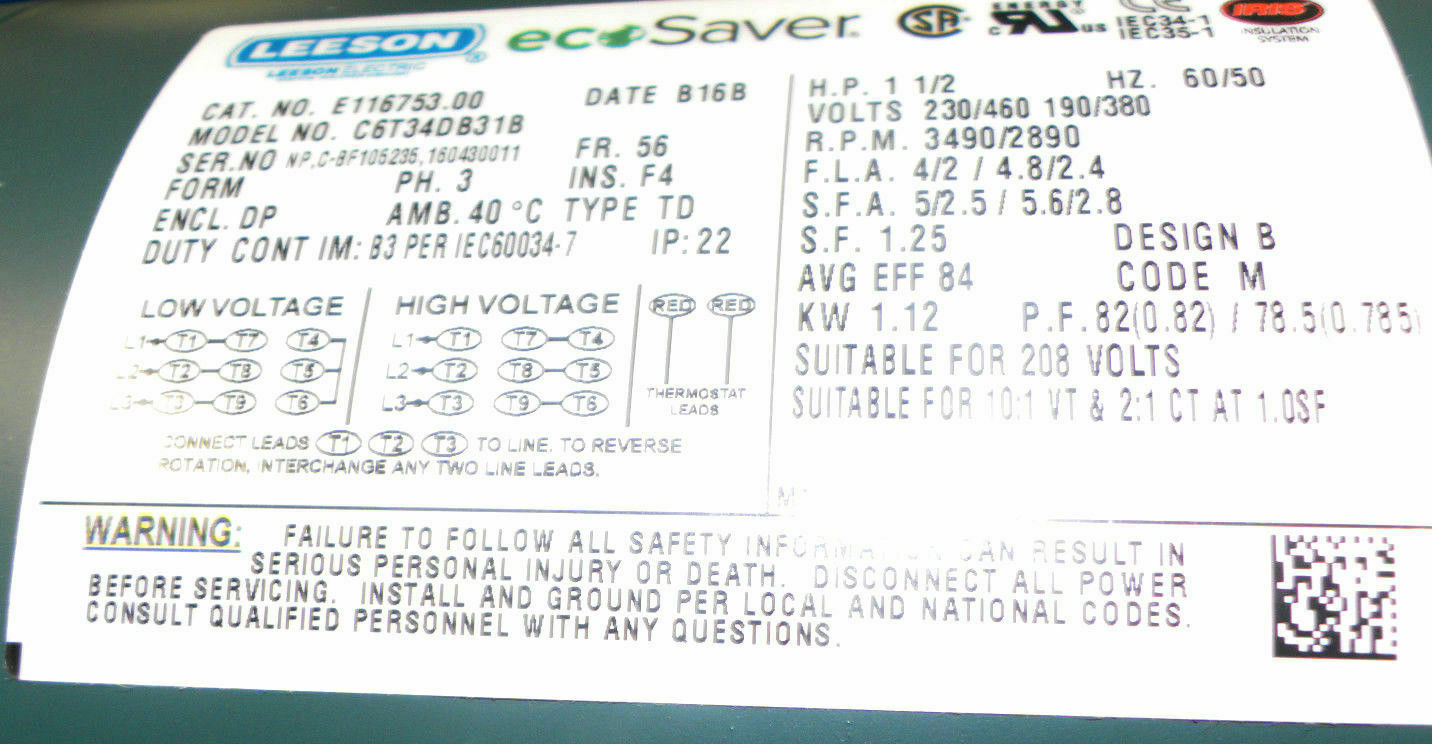 LEESON ®
LEESON ELECTRIC
ecoSaver.
SA
ENERGY
C US
CE
IEC34-1
IEC35-1
IRIS
INSULATION
SYSTEM
CAT. NO. E116753.00 DATE B16B
MODEL NO. C6T34DB31B
SER.NO NP,C-BF106235,160430011 FR. 56
FORM PH. 3 INS. F4
ENCL. DP AMB. 40 °C TYPE TD
DUTY CONT IM: B3 PER IEC60034-7 IP: 22
LOW VOLTAGE
L1 T1 T7 T4
L2 T2 T8 T5
L3 T3 T9 T6
HIGH VOLTAGE
L1 T1 T7 T4
L2 T2 T8 T5
L3 T3 T9 T6
RED RED
THERMOSTAT
LEADS
CONNECT LEADS T1 T2 T3 TO LINE. TO REVERSE
ROTATION, INTERCHANGE ANY TWO LINE LEADS.
H.P. 1 1/2 HZ. 60/50
VOLTS 230/460 190/380
R.P.M. 3490/2890
F.L.A. 4/2 / 4.8/2.4
S.F.A. 5/2.5 / 5.6/2.8
S.F. 1.25 DESIGN B
AVG EFF 84 CODE M
KW 1.12 P.F. 82(0.82) / 78.5(0.785)
SUITABLE FOR 208 VOLTS
SUITABLE FOR 10:1 VT & 2:1 CT AT 1.0SF
WARNING: FAILURE TO FOLLOW ALL SAFETY INFORMATION CAN RESULT IN
SERIOUS PERSONAL INJURY OR DEATH. DISCONNECT ALL POWER
BEFORE SERVICING. INSTALL AND GROUND PER LOCAL AND NATIONAL CODES.
CONSULT QUALIFIED PERSONNEL WITH ANY QUESTIONS.